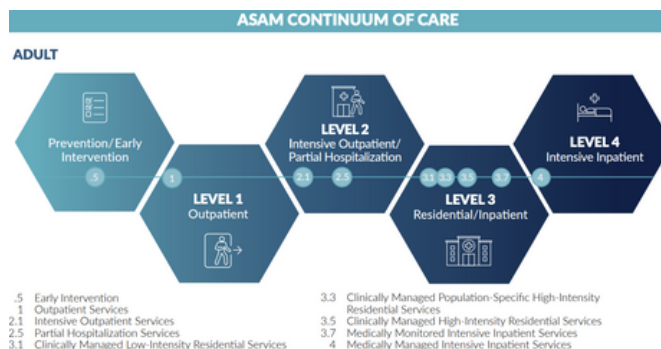 ASAM CONTINUUM OF CARE
ADULT
Prevention/Early
Intervention
.5
LEVEL 1
Outpatient
1
LEVEL 2
Intensive Outpatient/
Partial Hospitalization
2.1 2.5
LEVEL 3
Residential/Inpatient
3.1 3.3 3.5 3.7
LEVEL 4
Intensive Inpatient
4
.5 Early Intervention
1 Outpatient Services
2.1 Intensive Outpatient Services
2.5 Partial Hospitalization Services
3.1 Clinically Managed Low-Intensity Residential Services
3.3 Clinically Managed Population-Specific High-Intensity
Residential Services
3.5 Clinically Managed High-Intensity Residential Services
3.7 Medically Monitored Intensive Inpatient Services
4 Medically Managed Intensive Inpatient Services